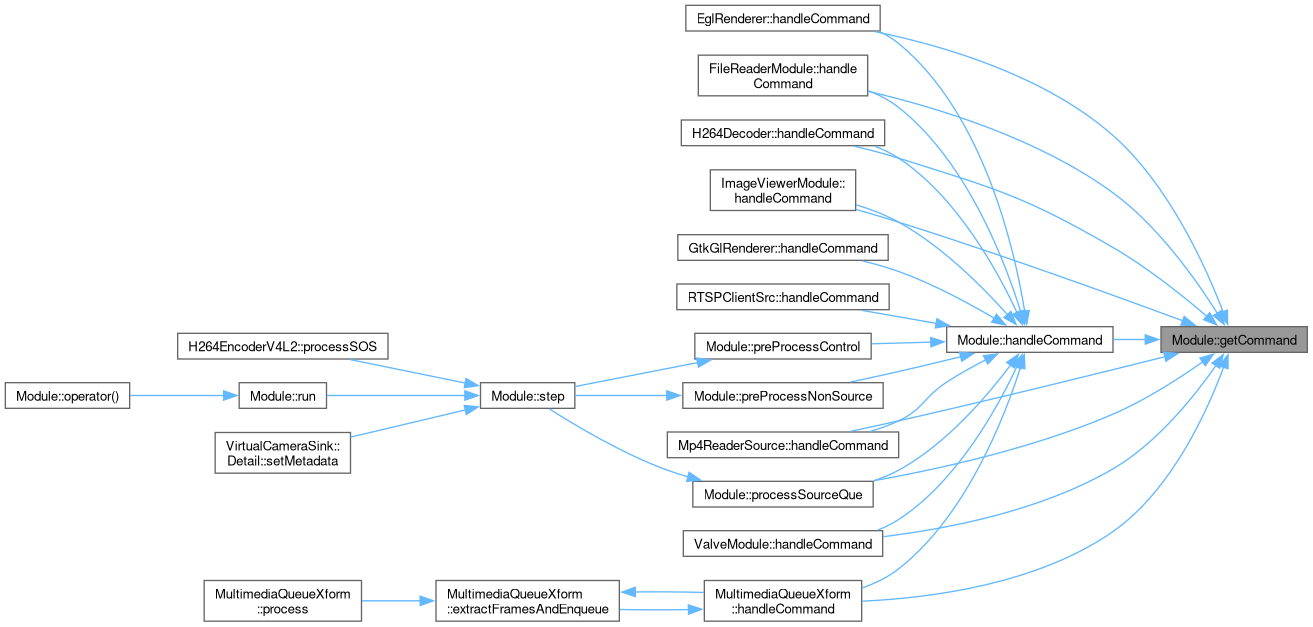 EglRenderer::handleCommand
FileReaderModule::handle
Command
H264Decoder::handleCommand
ImageViewerModule::
handleCommand
GtkGlRenderer::handleCommand
RTSPClientSrc::handleCommand
H264EncoderV4L2::processSOS
Module::preProcessControl
Module::handleCommand
Module::getCommand
Module::operator()
Module::run
Module::step
Module::preProcessNonSource
VirtualCameraSink::
Detail::setMetadata
Mp4ReaderSource::handleCommand
Module::processSourceQue
ValveModule::handleCommand
MultimediaQueueXform
::process
MultimediaQueueXform
::extractFramesAndEnqueue
MultimediaQueueXform
::handleCommand